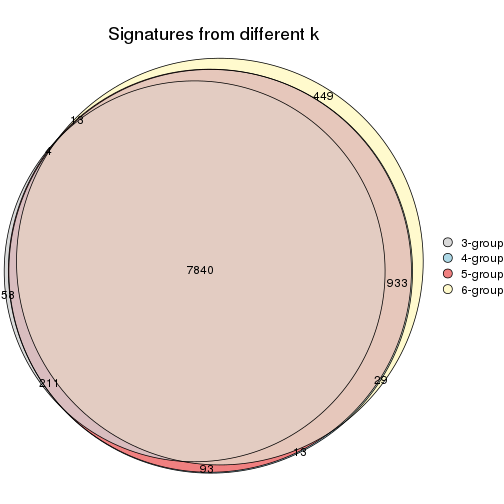 Signatures from different k
449
13
4
7840
933
58
211
29
13
93
3-group
4-group
5-group
6-group